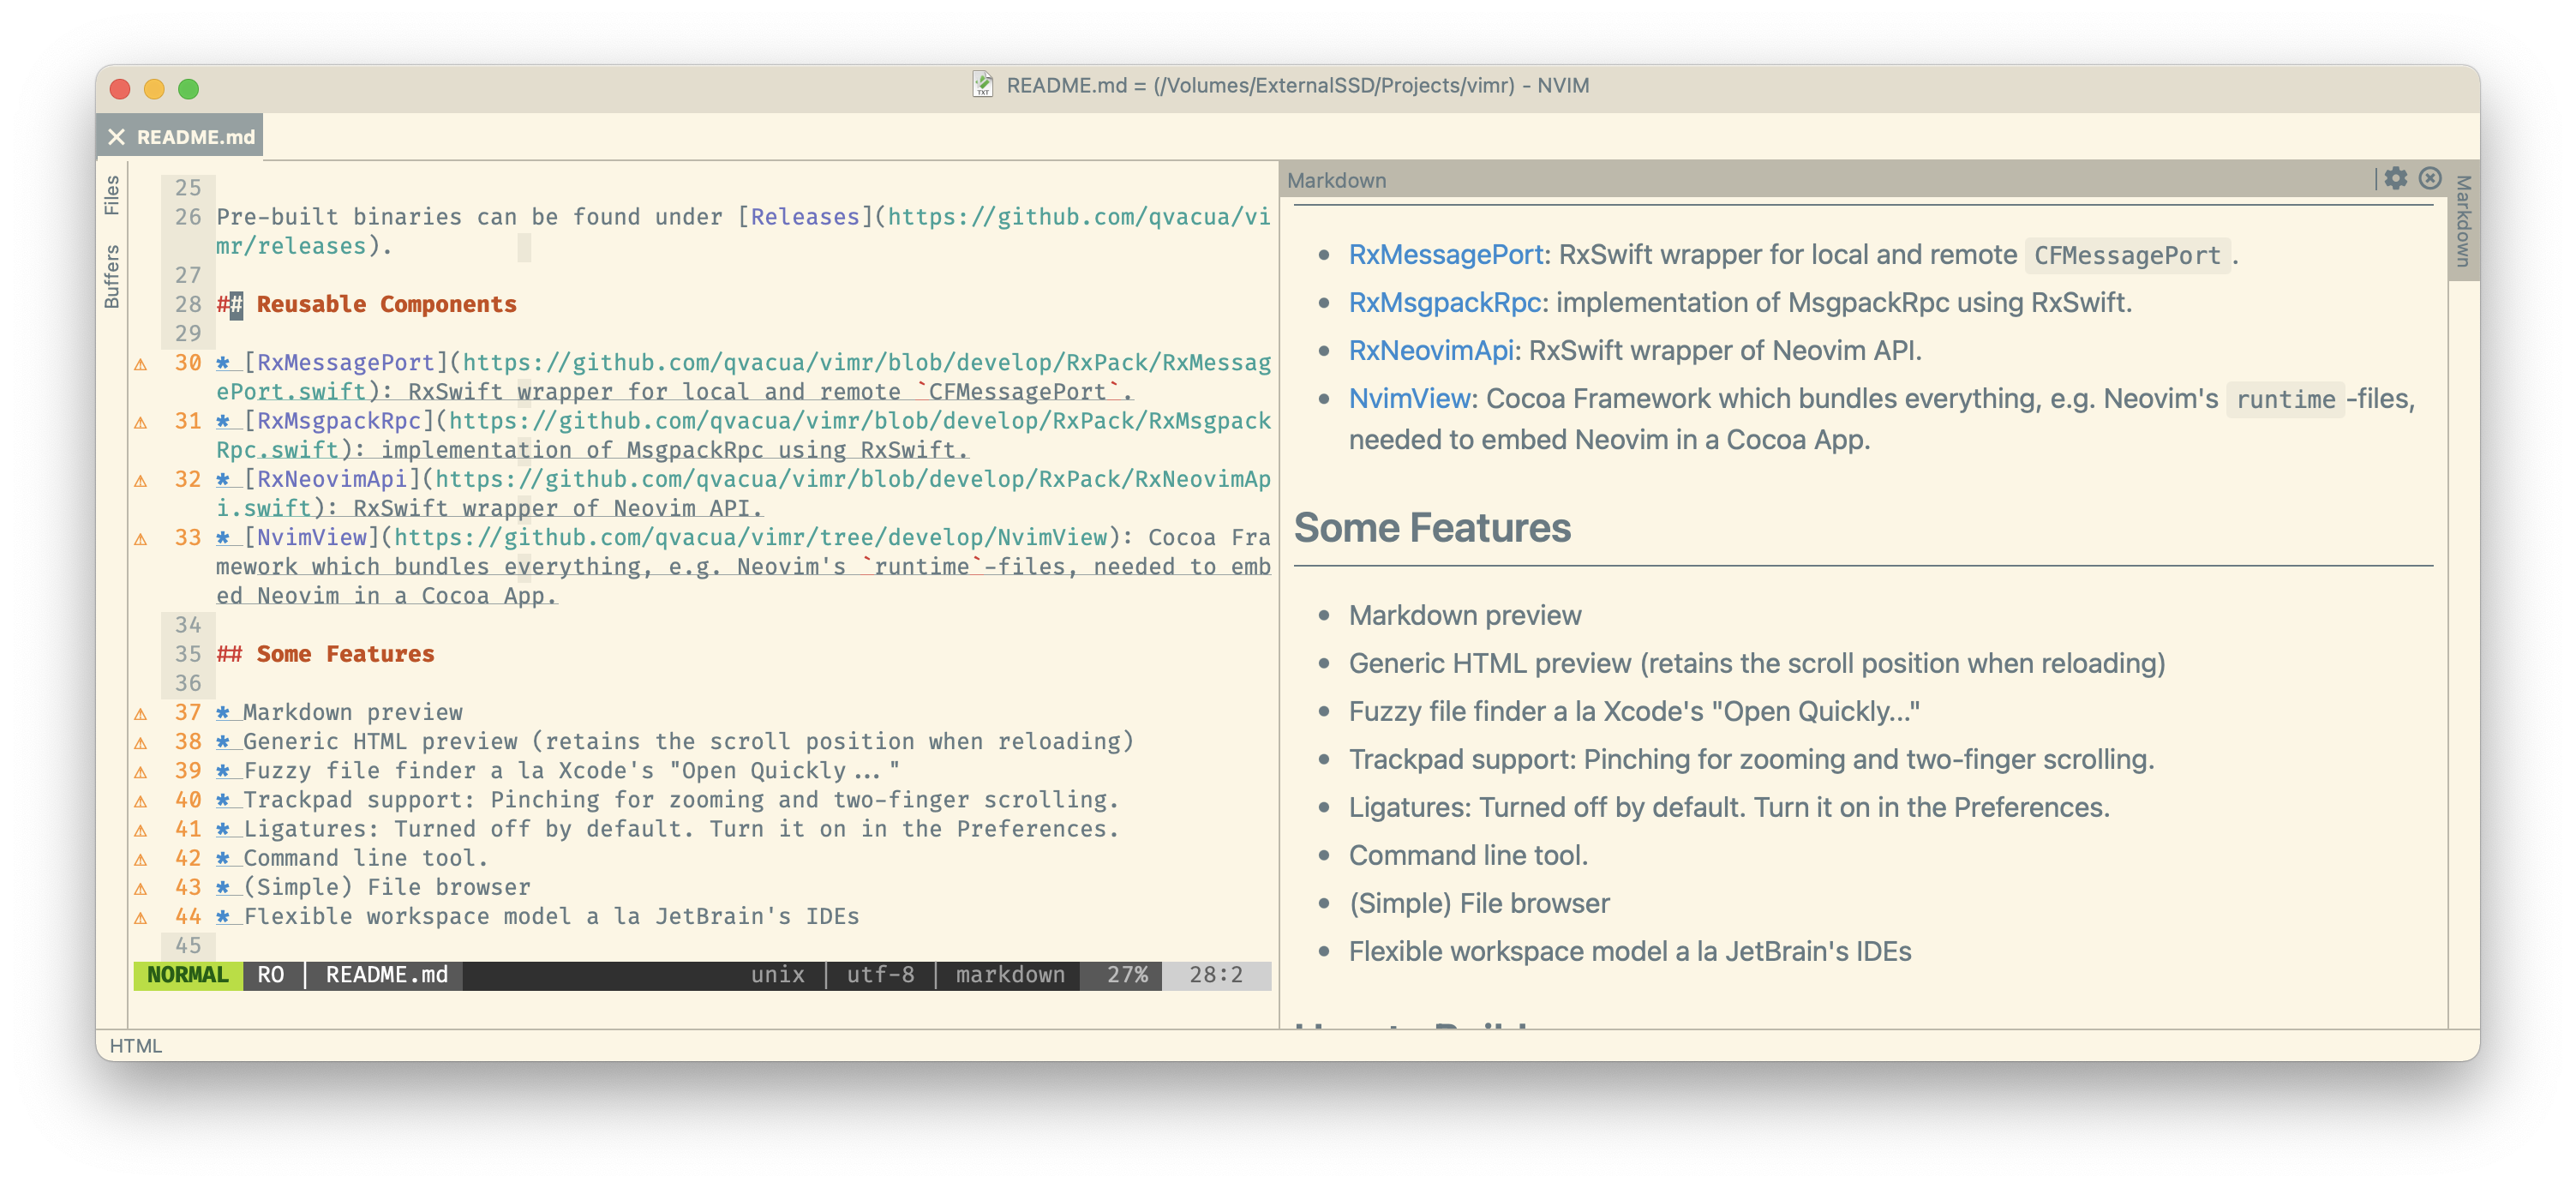 README.md = (/Volumes/ExternalSSD/Projects/vimr) - NVIM
README.md
Files
Buffers
25
26 Pre-built binaries can be found under [Releases](https://github.com/qvacua/vi
mr/releases).
27
28 ## Reusable Components
29
⚠ 30 * [RxMessagePort](https://github.com/qvacua/vimr/blob/develop/RxPack/RxMessag
ePort.swift): RxSwift wrapper for local and remote `CFMessagePort`.
⚠ 31 * [RxMsgpackRpc](https://github.com/qvacua/vimr/blob/develop/RxPack/RxMsgpack
Rpc.swift): implementation of MsgpackRpc using RxSwift.
⚠ 32 * [RxNeovimApi](https://github.com/qvacua/vimr/blob/develop/RxPack/RxNeovimAp
i.swift): RxSwift wrapper of Neovim API.
⚠ 33 * [NvimView](https://github.com/qvacua/vimr/tree/develop/NvimView): Cocoa Fra
mework which bundles everything, e.g. Neovim's `runtime`-files, needed to emb
ed Neovim in a Cocoa App.
34
35 ## Some Features
36
⚠ 37 * Markdown preview
⚠ 38 * Generic HTML preview (retains the scroll position when reloading)
⚠ 39 * Fuzzy file finder a la Xcode's "Open Quickly..."
⚠ 40 * Trackpad support: Pinching for zooming and two-finger scrolling.
⚠ 41 * Ligatures: Turned off by default. Turn it on in the Preferences.
⚠ 42 * Command line tool.
⚠ 43 * (Simple) File browser
⚠ 44 * Flexible workspace model a la JetBrain's IDEs
45
NORMAL RO | README.md unix | utf-8 | markdown 27% 28:2
Markdown
Markdown
• RxMessagePort: RxSwift wrapper for local and remote CFMessagePort.
• RxMsgpackRpc: implementation of MsgpackRpc using RxSwift.
• RxNeovimApi: RxSwift wrapper of Neovim API.
• NvimView: Cocoa Framework which bundles everything, e.g. Neovim's runtime-files,
needed to embed Neovim in a Cocoa App.
Some Features
• Markdown preview
• Generic HTML preview (retains the scroll position when reloading)
• Fuzzy file finder a la Xcode's "Open Quickly..."
• Trackpad support: Pinching for zooming and two-finger scrolling.
• Ligatures: Turned off by default. Turn it on in the Preferences.
• Command line tool.
• (Simple) File browser
• Flexible workspace model a la JetBrain's IDEs
HTML